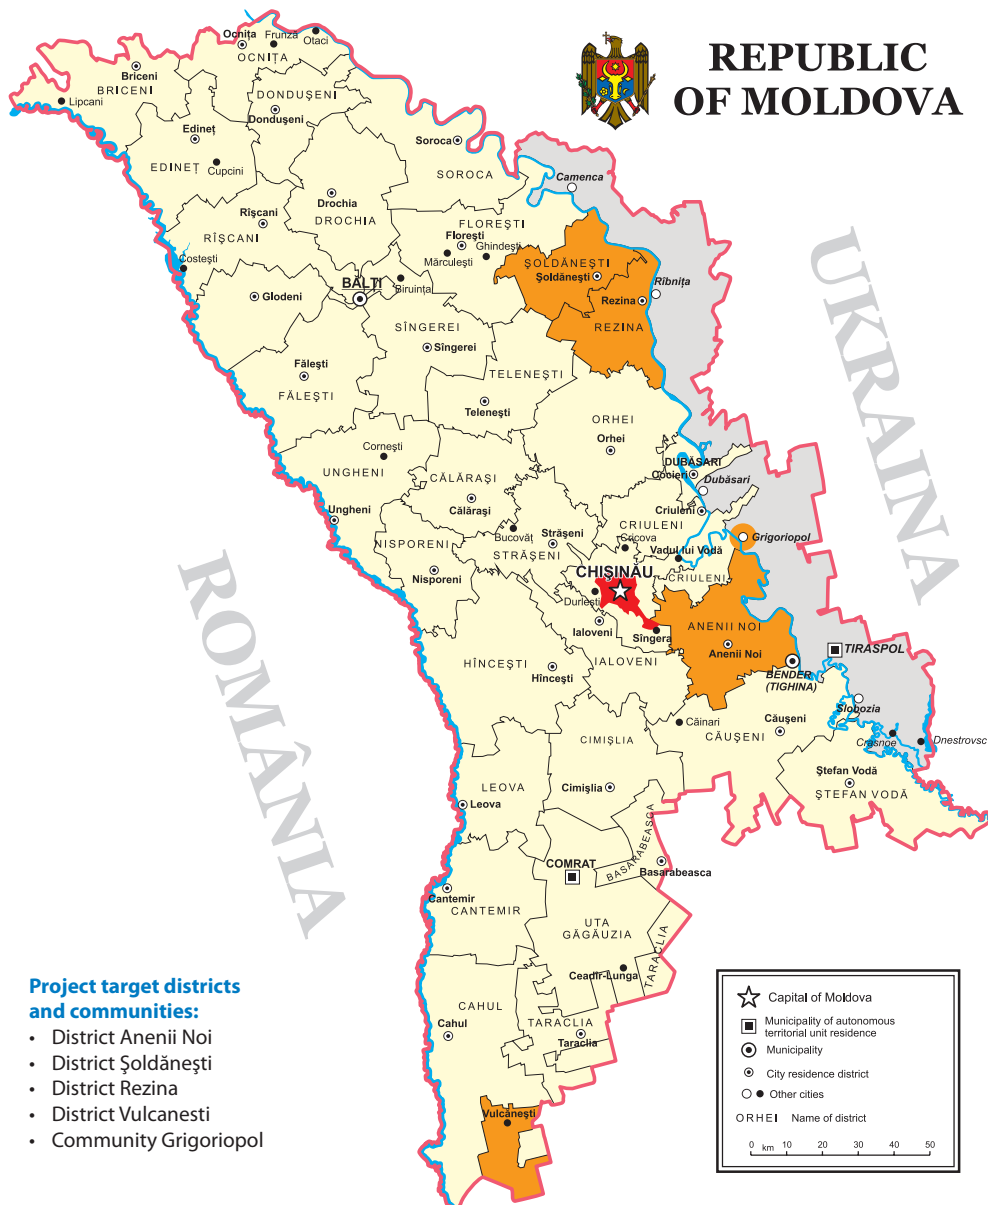 REPUBLIC
OF MOLDOVA
Ocnița
Frunză
Otaci
OCNIȚA
Briceni
BRICENI
Lipcani
DONDUȘENI
Dondușeni
Edineț
EDINEȚ
Cupcini
Soroca
SOROCA
Camenca
Drochia
DROCHIA
Rîșcani
RÎȘCANI
Costești
FLOREȘTI
Florești
Ghindești
Mărculești
ȘOLDĂNEȘTI
Șoldănești
Rîbnița
Rezina
REZINA
UKRAINA
Glodeni
BĂLȚI
Biruința
SÎNGEREI
Sîngerei
Fălești
FĂLEȘTI
TELENEȘTI
Telenești
ORHEI
Orhei
Cornești
UNGHENI
Ungheni
CĂLĂRAȘI
Călărași
DUBĂSARI
Cocieri
Dubăsari
Criuleni
CRIULENI
Cricova
Bucovăț
Strășeni
STRĂȘENI
Grigoriopol
Vadul lui Vodă
NISPORENI
Nisporeni
CHIȘINĂU
CRIULENI
Durlești
Ialoveni
Sîngera
ANENII NOI
Anenii Noi
ROMÂNIA
HÎNCEȘTI
Hîncești
IALOVENI
BENDER
(TIGHINA)
TIRASPOL
Slobozia
Căinari
Căușeni
CĂUȘENI
Crasnoe
Dnestrovsc
CIMIȘLIA
Cimișlia
LEOVA
Leova
Ștefan Vodă
ȘTEFAN VODĂ
BASARABEASCA
Basarabeasca
COMRAT
Cantemir
CANTEMIR
UTA
GĂGĂUZIA
TARACLIA
Ceadîr-Lunga
CAHUL
Cahul
TARACLIA
Taraclia
Vulcănești
Project target districts
and communities:
• District Anenii Noi
• District Şoldăneşti
• District Rezina
• District Vulcanesti
• Community Grigoriopol
Capital of Moldova
Municipality of autonomous
territorial unit residence
Municipality
City residence district
Other cities
ORHEI Name of district
0 km 10 20 30 40 50